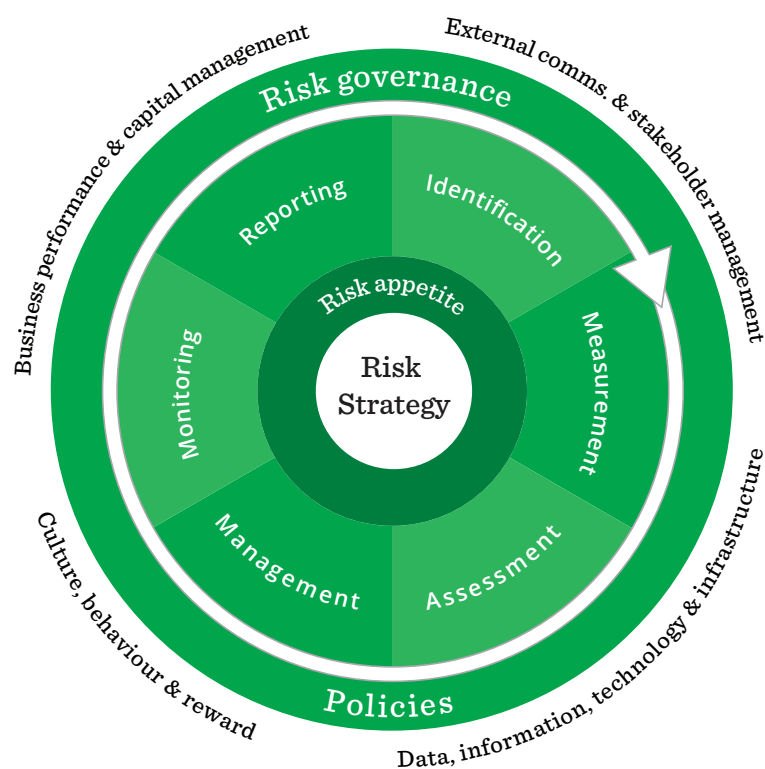 Business performance & capital management
External comms. & stakeholder management
Risk governance
Reporting
Identification
Risk appetite
Risk
Strategy
Monitoring
Measurement
Management
Assessment
Policies
Culture, behaviour & reward
Data, information, technology & infrastructure